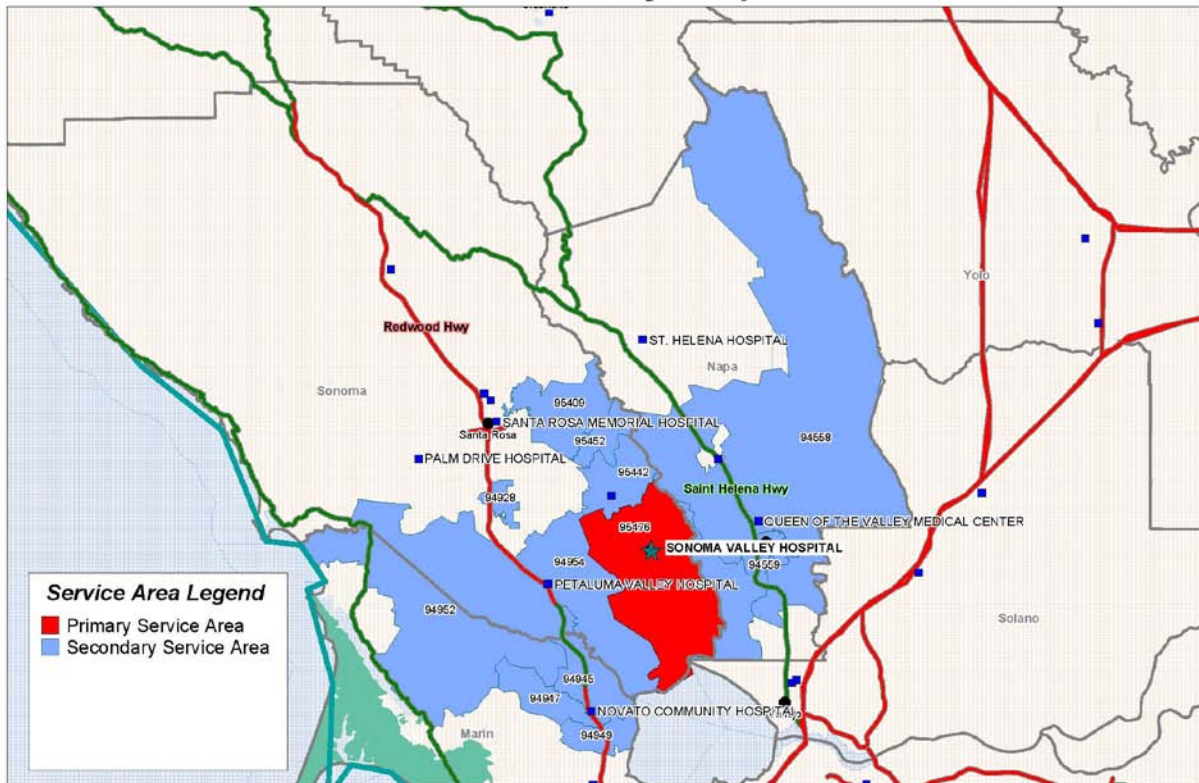 Redwood Hwy
ST. HELENA HOSPITAL
Yolo
Napa
Sonoma
95409
SANTA ROSA MEMORIAL HOSPITAL
Santa Rosa
95452
94558
PALM DRIVE HOSPITAL
95442
Saint Helena Hwy
94928
QUEEN OF THE VALLEY MEDICAL CENTER
95476
SONOMA VALLEY HOSPITAL
94954
94559
PETALUMA VALLEY HOSPITAL
Service Area Legend
Primary Service Area
Secondary Service Area
94952
Solano
94945
94947
NOVATO COMMUNITY HOSPITAL
Marin
94949